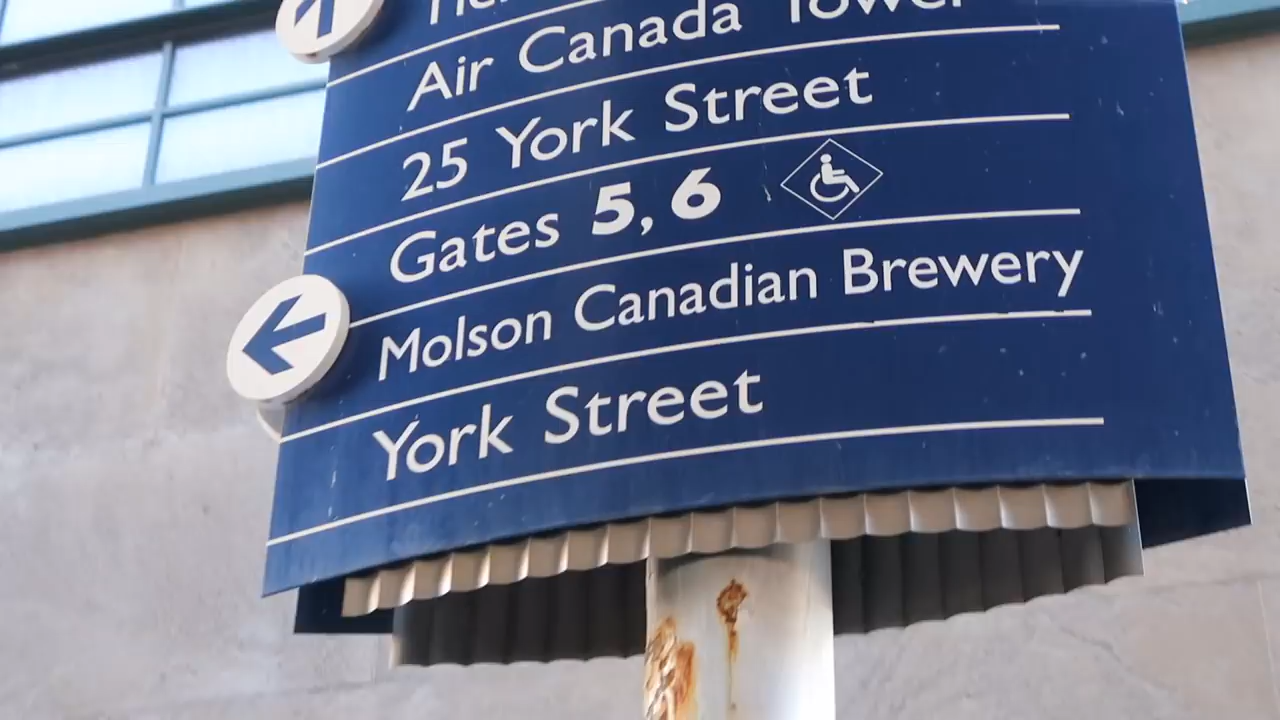 Air Canada Tower
25 York Street
Gates 5, 6
Molson Canadian Brewery
York Street